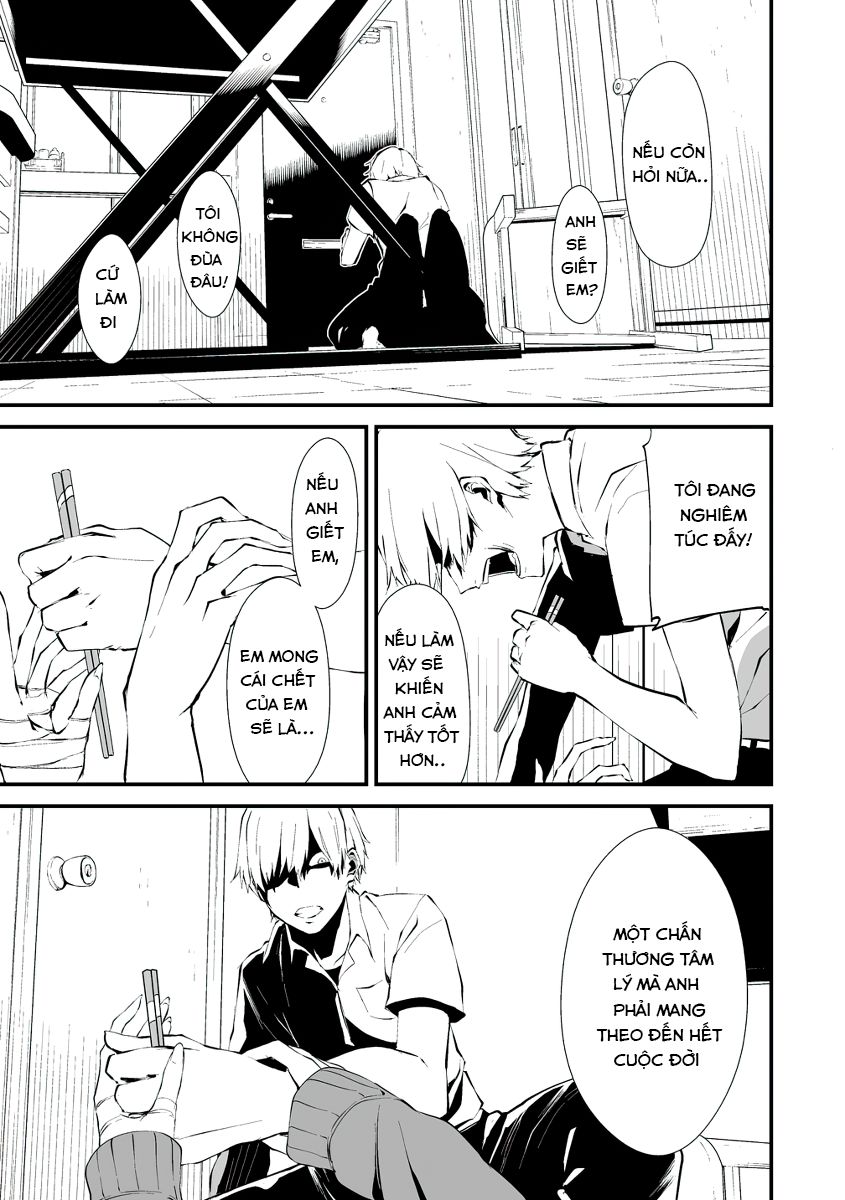 NẾU CÒN
HỎI NỮA..
ANH
SẼ
GIẾT
EM?
TÔI
KHÔNG
ĐÙA
ĐÂU!
CỨ
LÀM
ĐI
TÔI ĐANG
NGHIÊM
TÚC ĐẤY!
NẾU LÀM
VẬY SẼ
KHIẾN
ANH CẢM
THẤY TỐT
HƠN..
NẾU
ANH
GIẾT
EM,
EM MONG
CÁI CHẾT
CỦA EM
SẼ LÀ...
MỘT CHẤN
THƯƠNG TÂM
LÝ MÀ ANH
PHẢI MANG
THEO ĐẾN HẾT
CUỘC ĐỜI